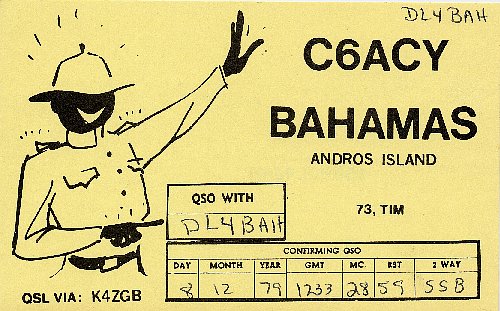 DL4BAH
C6ACY
BAHAMAS
ANDROS ISLAND
QSO WITH
DL4BAH
73, TIM
CONFIRMING QSO
DAY MONTH YEAR GMT MC. RST 2 WAY
8 12 79 1233 28 59 SSB
QSL VIA: K4ZGB